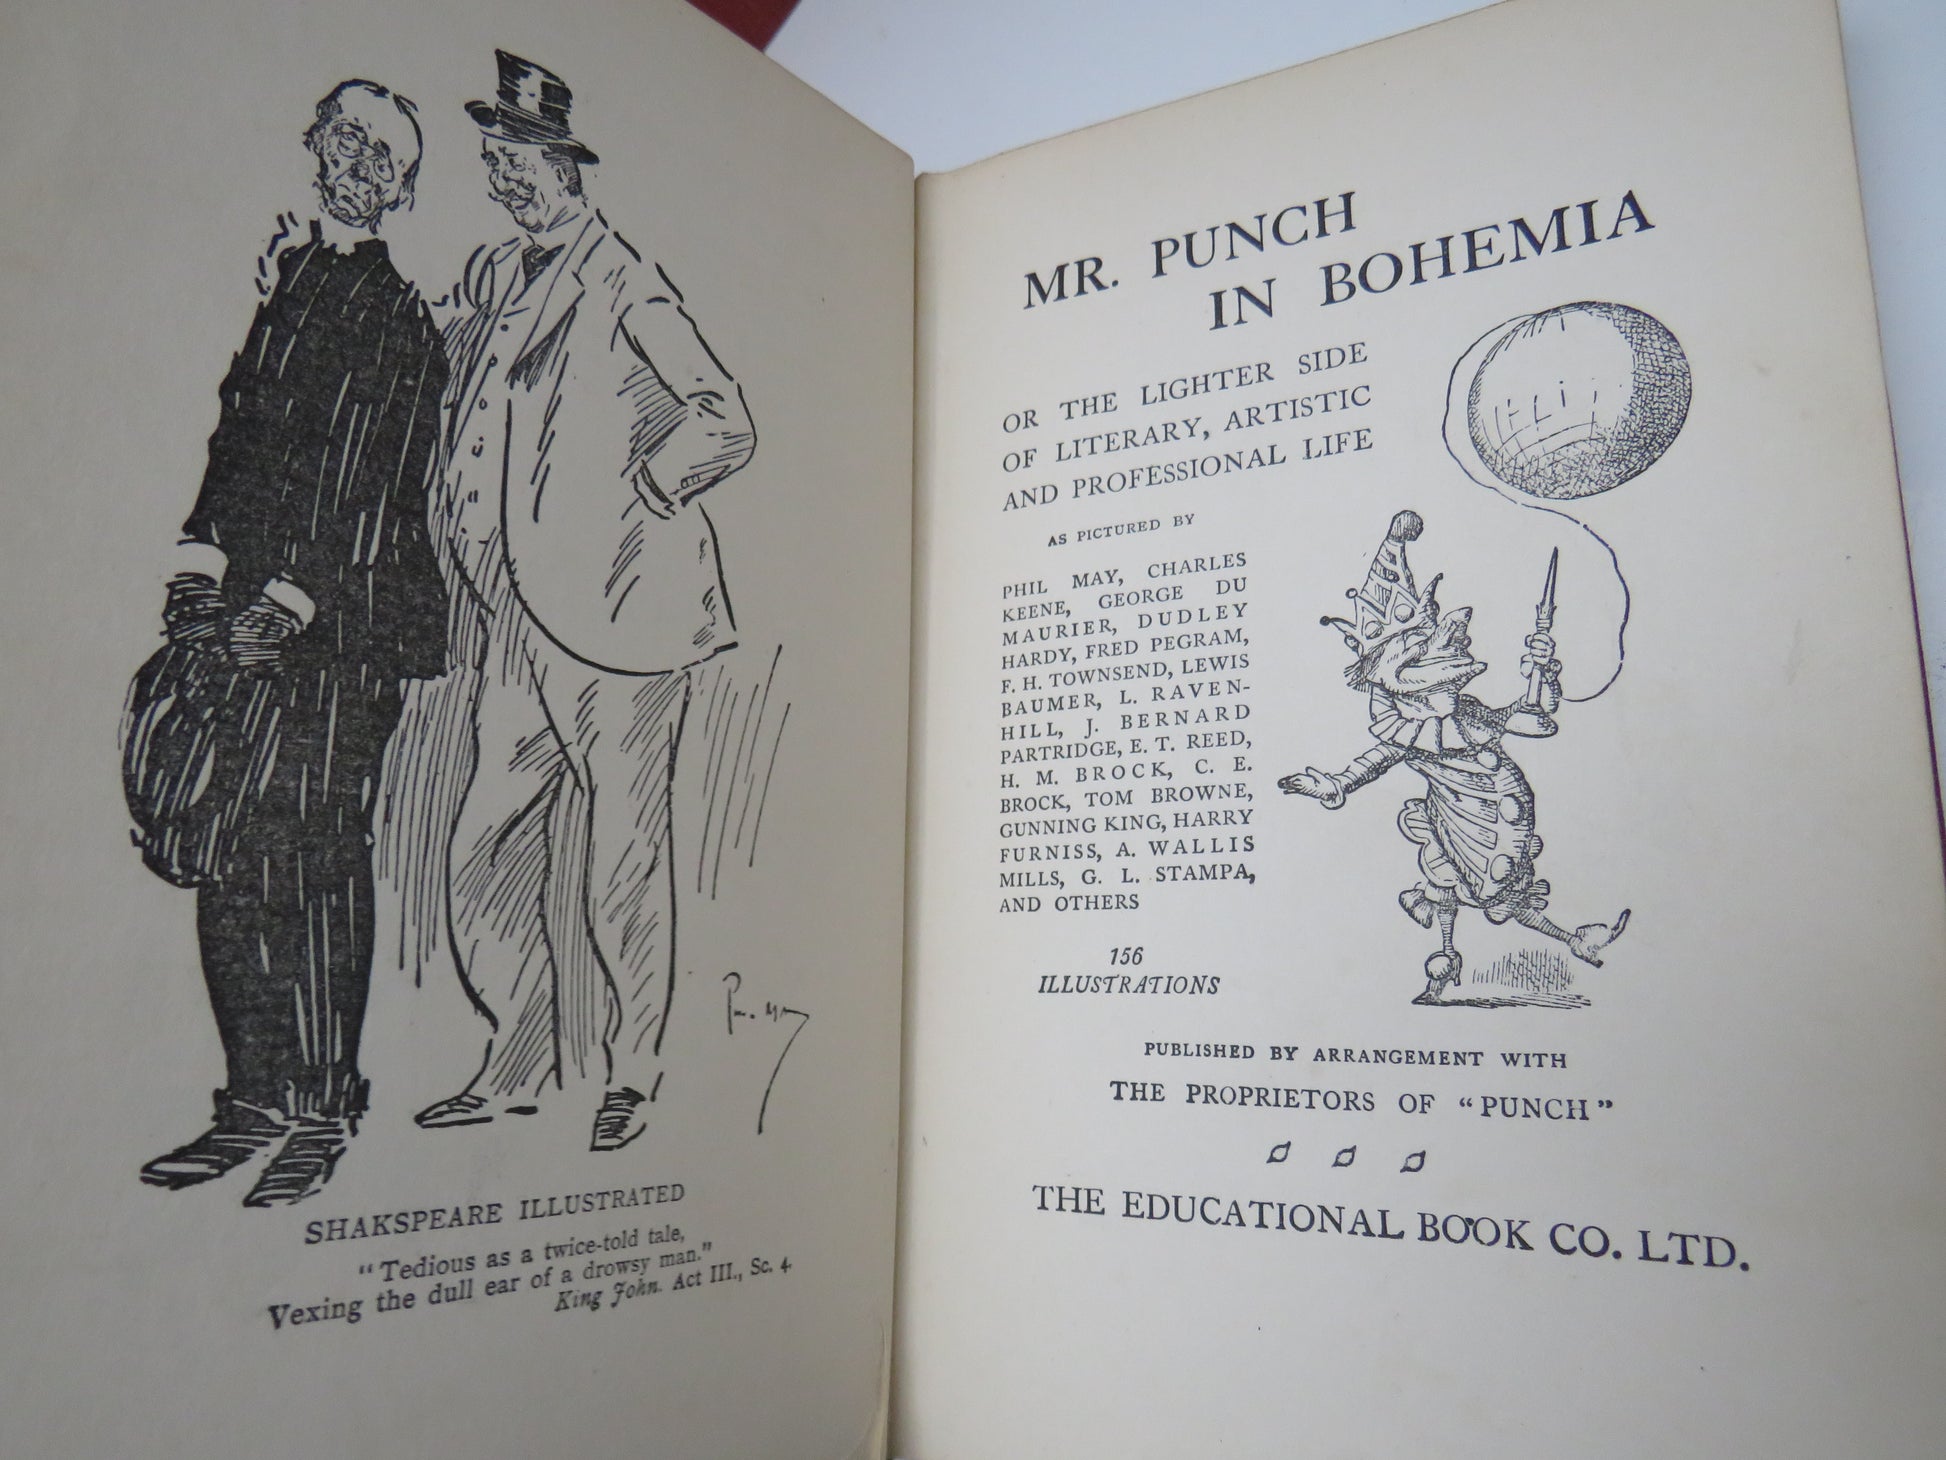 Phil May
SHAKSPEARE ILLUSTRATED
"Tedious as a twice-told tale,
Vexing the dull ear of a drowsy man."
King John. Act III., Sc. 4.
MR. PUNCH
IN BOHEMIA
OR THE LIGHTER SIDE
OF LITERARY, ARTISTIC
AND PROFESSIONAL LIFE
AS PICTURED BY
PHIL MAY, CHARLES
KEENE, GEORGE DU
MAURIER, DUDLEY
HARDY, FRED PEGRAM,
F. H. TOWNSEND, LEWIS
BAUMER, L. RAVEN-
HILL, J. BERNARD
PARTRIDGE, E. T. REED,
H. M. BROCK, C. E.
BROCK, TOM BROWNE,
GUNNING KING, HARRY
FURNISS, A. WALLIS
MILLS, G. L. STAMPA,
AND OTHERS
156
ILLUSTRATIONS
PUBLISHED BY ARRANGEMENT WITH
THE PROPRIETORS OF "PUNCH"
THE EDUCATIONAL BOOK CO. LTD.